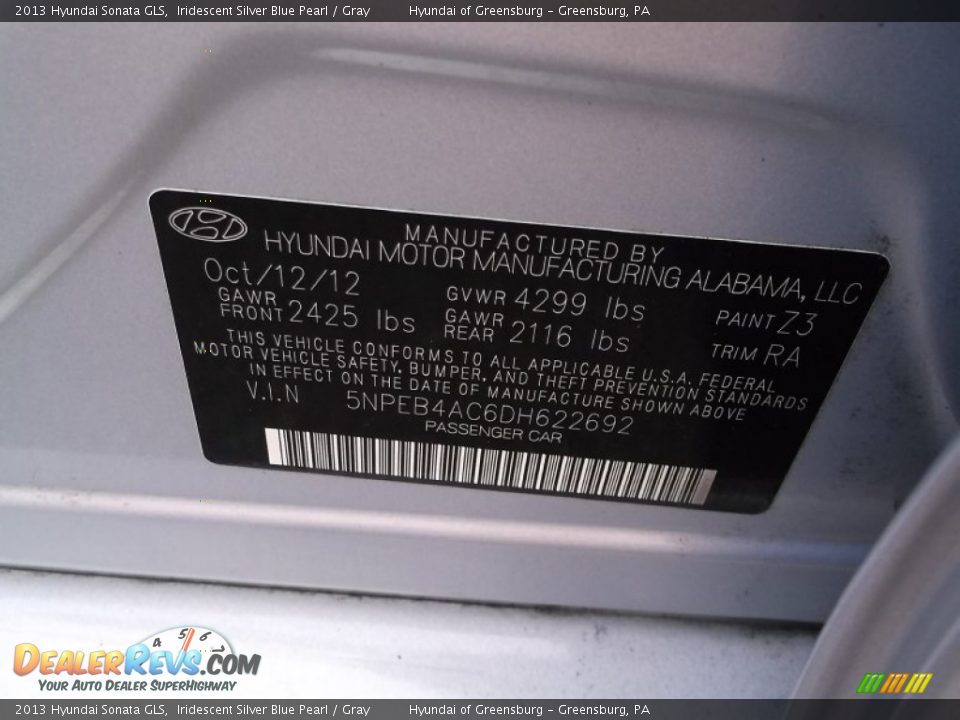 2013 Hyundai Sonata GLS,  Iridescent Silver Blue Pearl / Gray     Hyundai of Greensburg - Greensburg, PA
MANUFACTURED BY
HYUNDAI MOTOR MANUFACTURING ALABAMA, LLC
Oct/12/12 GVWR 4299 lbs PAINT Z3
GAWR FRONT 2425 lbs GAWR REAR 2116 lbs TRIM RA
THIS VEHICLE CONFORMS TO ALL APPLICABLE U.S.A. FEDERAL
MOTOR VEHICLE SAFETY, BUMPER, AND THEFT PREVENTION STANDARDS
IN EFFECT ON THE DATE OF MANUFACTURE SHOWN ABOVE
V.I.N 5NPEB4AC6DH622692
PASSENGER CAR
4 5 6
DEALERREVS.COM
YOUR AUTO DEALER SUPERHIGHWAY
2013 Hyundai Sonata GLS,  Iridescent Silver Blue Pearl / Gray     Hyundai of Greensburg - Greensburg, PA